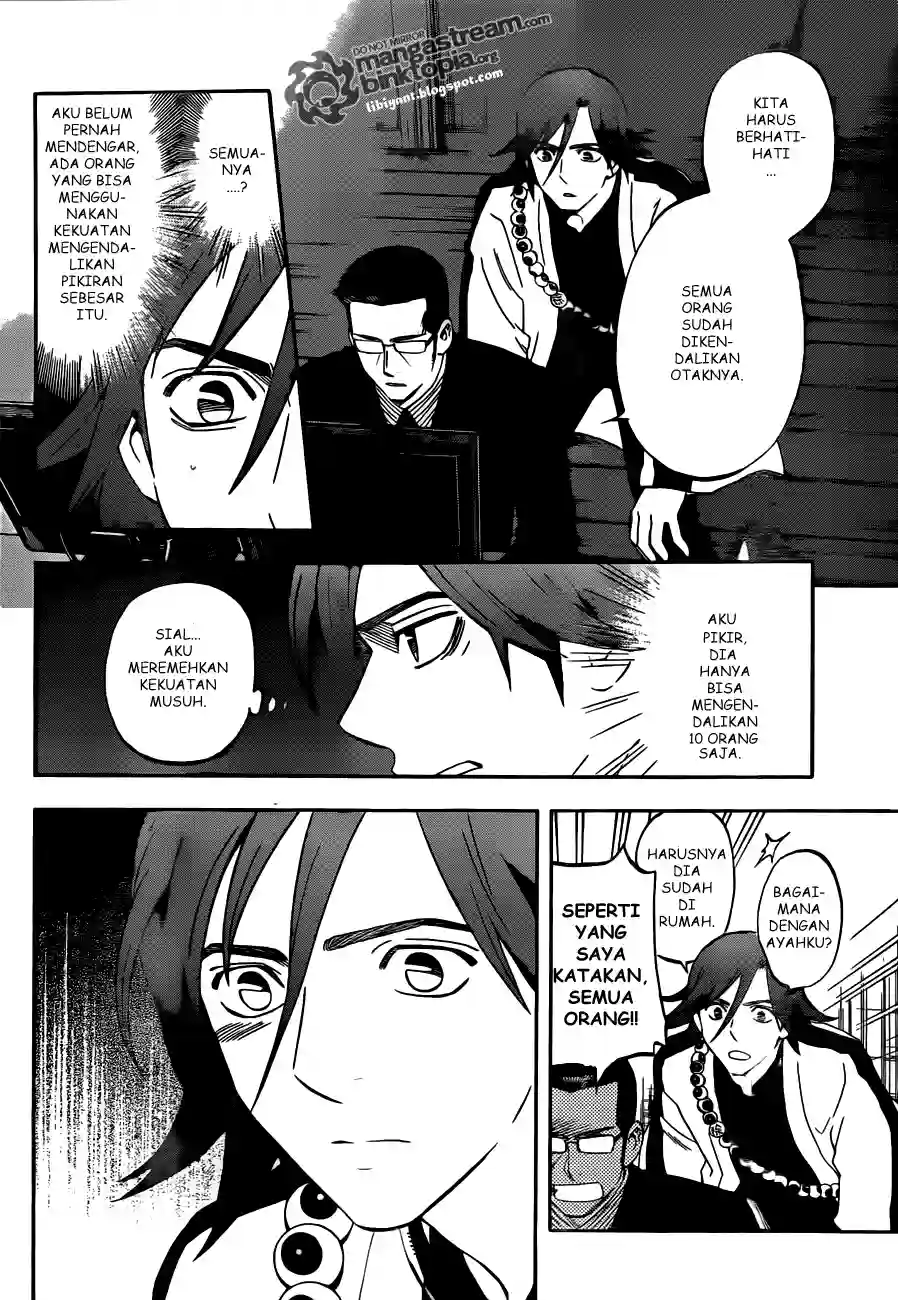 DO NOT MIRROR
mangastream.com
binktopia.org
libiynnt.blogspot.com
KITA
HARUS
BERHATI-
HATI
...
SEMUA
ORANG
SUDAH
DIKEN-
DALIKAN
OTAKNYA.
SEMUA-
NYA
....?
AKU BELUM
PERNAH
MENDENGAR,
ADA ORANG
YANG BISA
MENGGU-
NAKAN
KEKUATAN
MENGENDA-
LIKAN
PIKIRAN
SEBESAR
ITU.
AKU
PIKIR,
DIA
HANYA
BISA
MENGEN-
DALIKAN
10 ORANG
SAJA.
SIAL...
AKU
MEREMEHKAN
KEKUATAN
MUSUH.
BAGAI-
MANA
DENGAN
AYAHKU?
HARUSNYA
DIA
SUDAH
DI
RUMAH.
SEPERTI
YANG
SAYA
KATAKAN,
SEMUA
ORANG!!